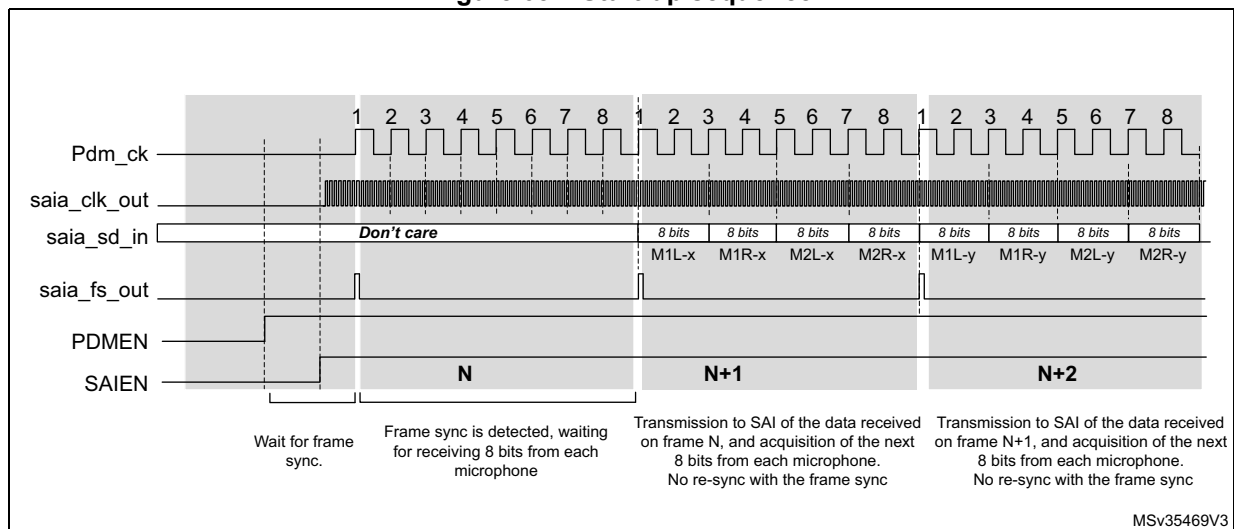 1 2 3 4 5 6 7 8 1 2 3 4 5 6 7 8 1 2 3 4 5 6 7 8
Pdm_ck
saia_clk_out
saia_sd_in Don't care 8 bits 8 bits 8 bits 8 bits 8 bits 8 bits 8 bits 8 bits
M1L-x M1R-x M2L-x M2R-x M1L-y M1R-y M2L-y M2R-y
saia_fs_out
PDMEN
SAIEN N N+1 N+2
Wait for frame
sync.
Frame sync is detected, waiting
for receiving 8 bits from each
microphone
Transmission to SAI of the data received
on frame N, and acquisition of the next
8 bits from each microphone.
No re-sync with the frame sync
Transmission to SAI of the data received
on frame N+1, and acquisition of the next
8 bits from each microphone.
No re-sync with the frame sync
MSv35469V3